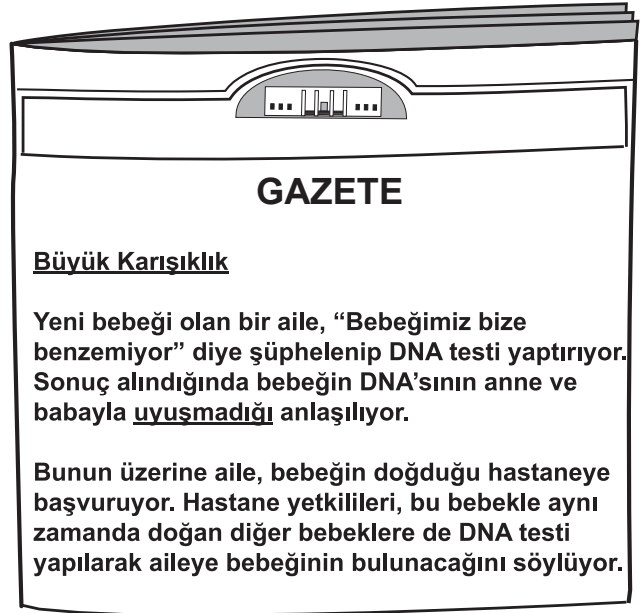 GAZETE
Büyük Karışıklık
Yeni bebeği olan bir aile, “Bebeğimiz bize
benzemiyor” diye şüphelenip DNA testi yaptırıyor.
Sonuç alındığında bebeğin DNA’sının anne ve
babayla uyuşmadığı anlaşılıyor.
Bunun üzerine aile, bebeğin doğduğu hastaneye
başvuruyor. Hastane yetkilileri, bu bebekle aynı
zamanda doğan diğer bebeklere de DNA testi
yapılarak aileye bebeğinin bulunacağını söylüyor.